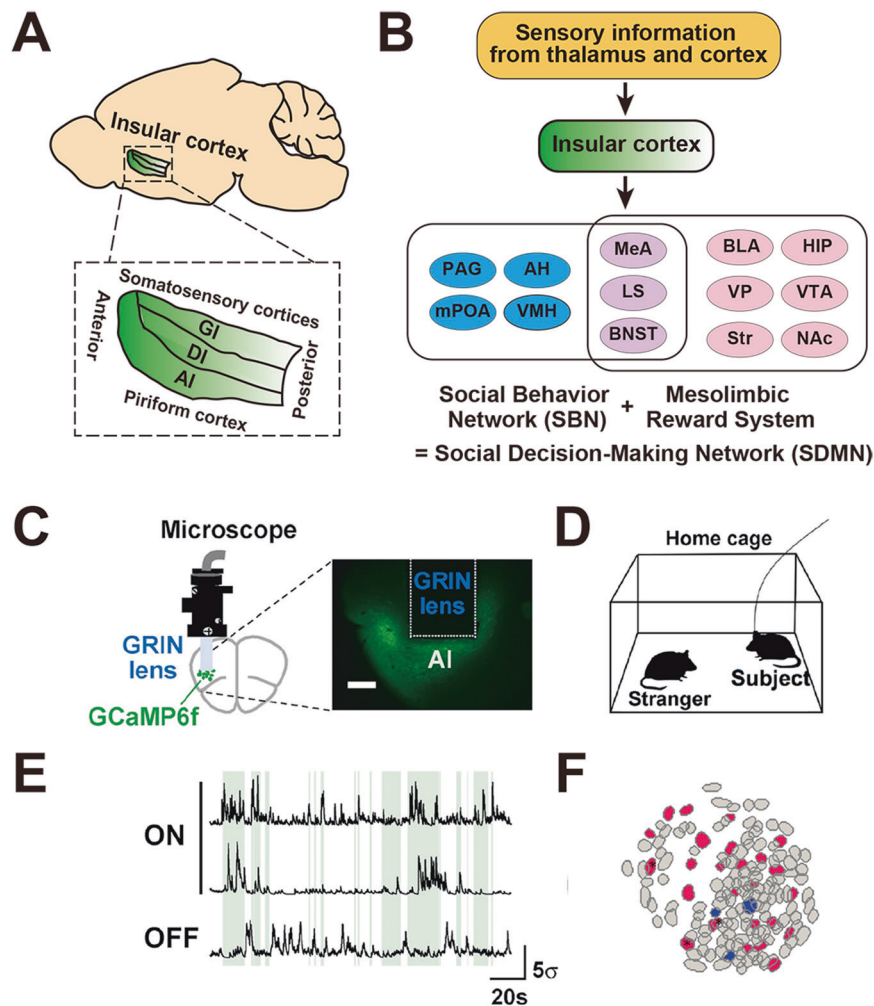 A
Insular cortex
Somatosensory cortices
Anterior
GI
DI
AI
Posterior
Piriform cortex
B
Sensory information
from thalamus and cortex
Insular cortex
MeA
BLA
HIP
PAG
AH
LS
VP
VTA
mPOA
VMH
BNST
Str
NAc
Social Behavior
Network (SBN)
+
Mesolimbic
Reward System
= Social Decision-Making Network (SDMN)
C
Microscope
GRIN
lens
GCaMP6f
GRIN
lens
AI
D
Home cage
Stranger
Subject
E
ON
OFF
5σ
20s
F